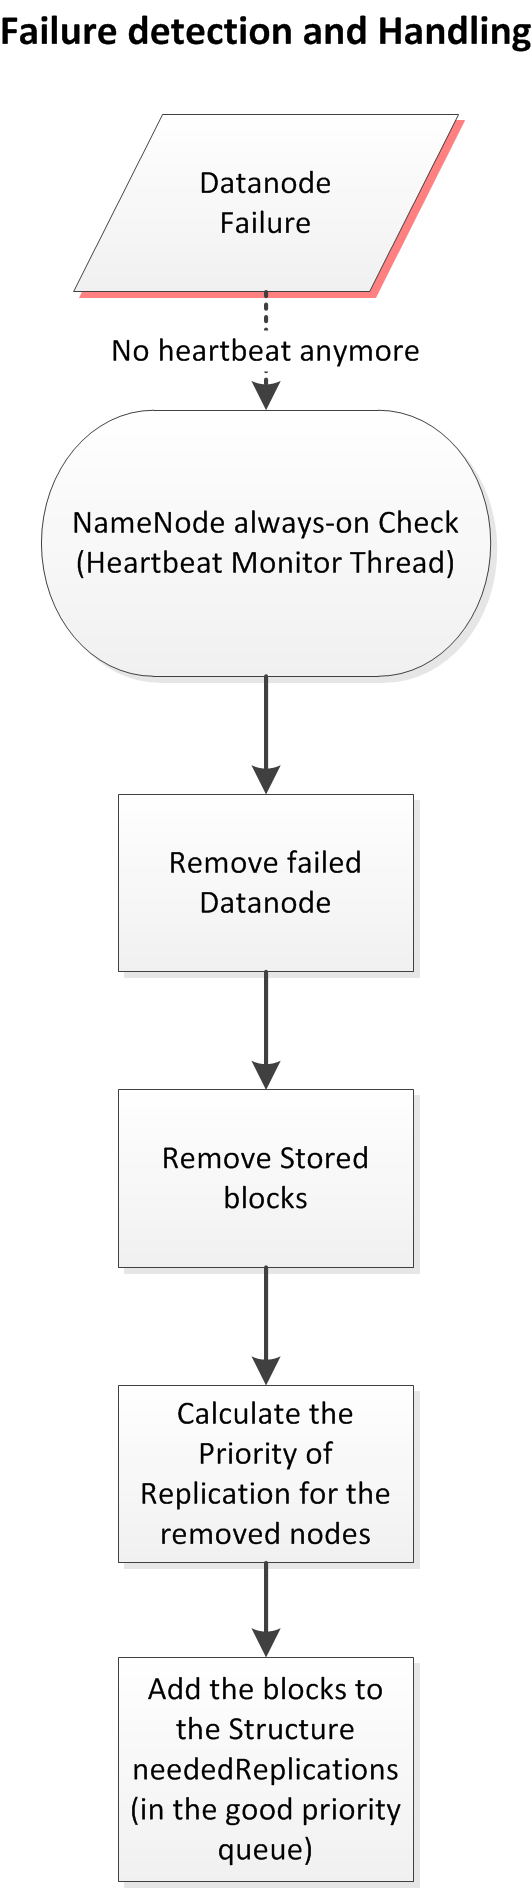 Failure detection and Handling
Datanode
Failure
No heartbeat anymore
NameNode always-on Check
(Heartbeat Monitor Thread)
Remove failed
Datanode
Remove Stored
blocks
Calculate the
Priority of
Replication for the
removed nodes
Add the blocks to
the Structure
neededReplications
(in the good priority
queue)